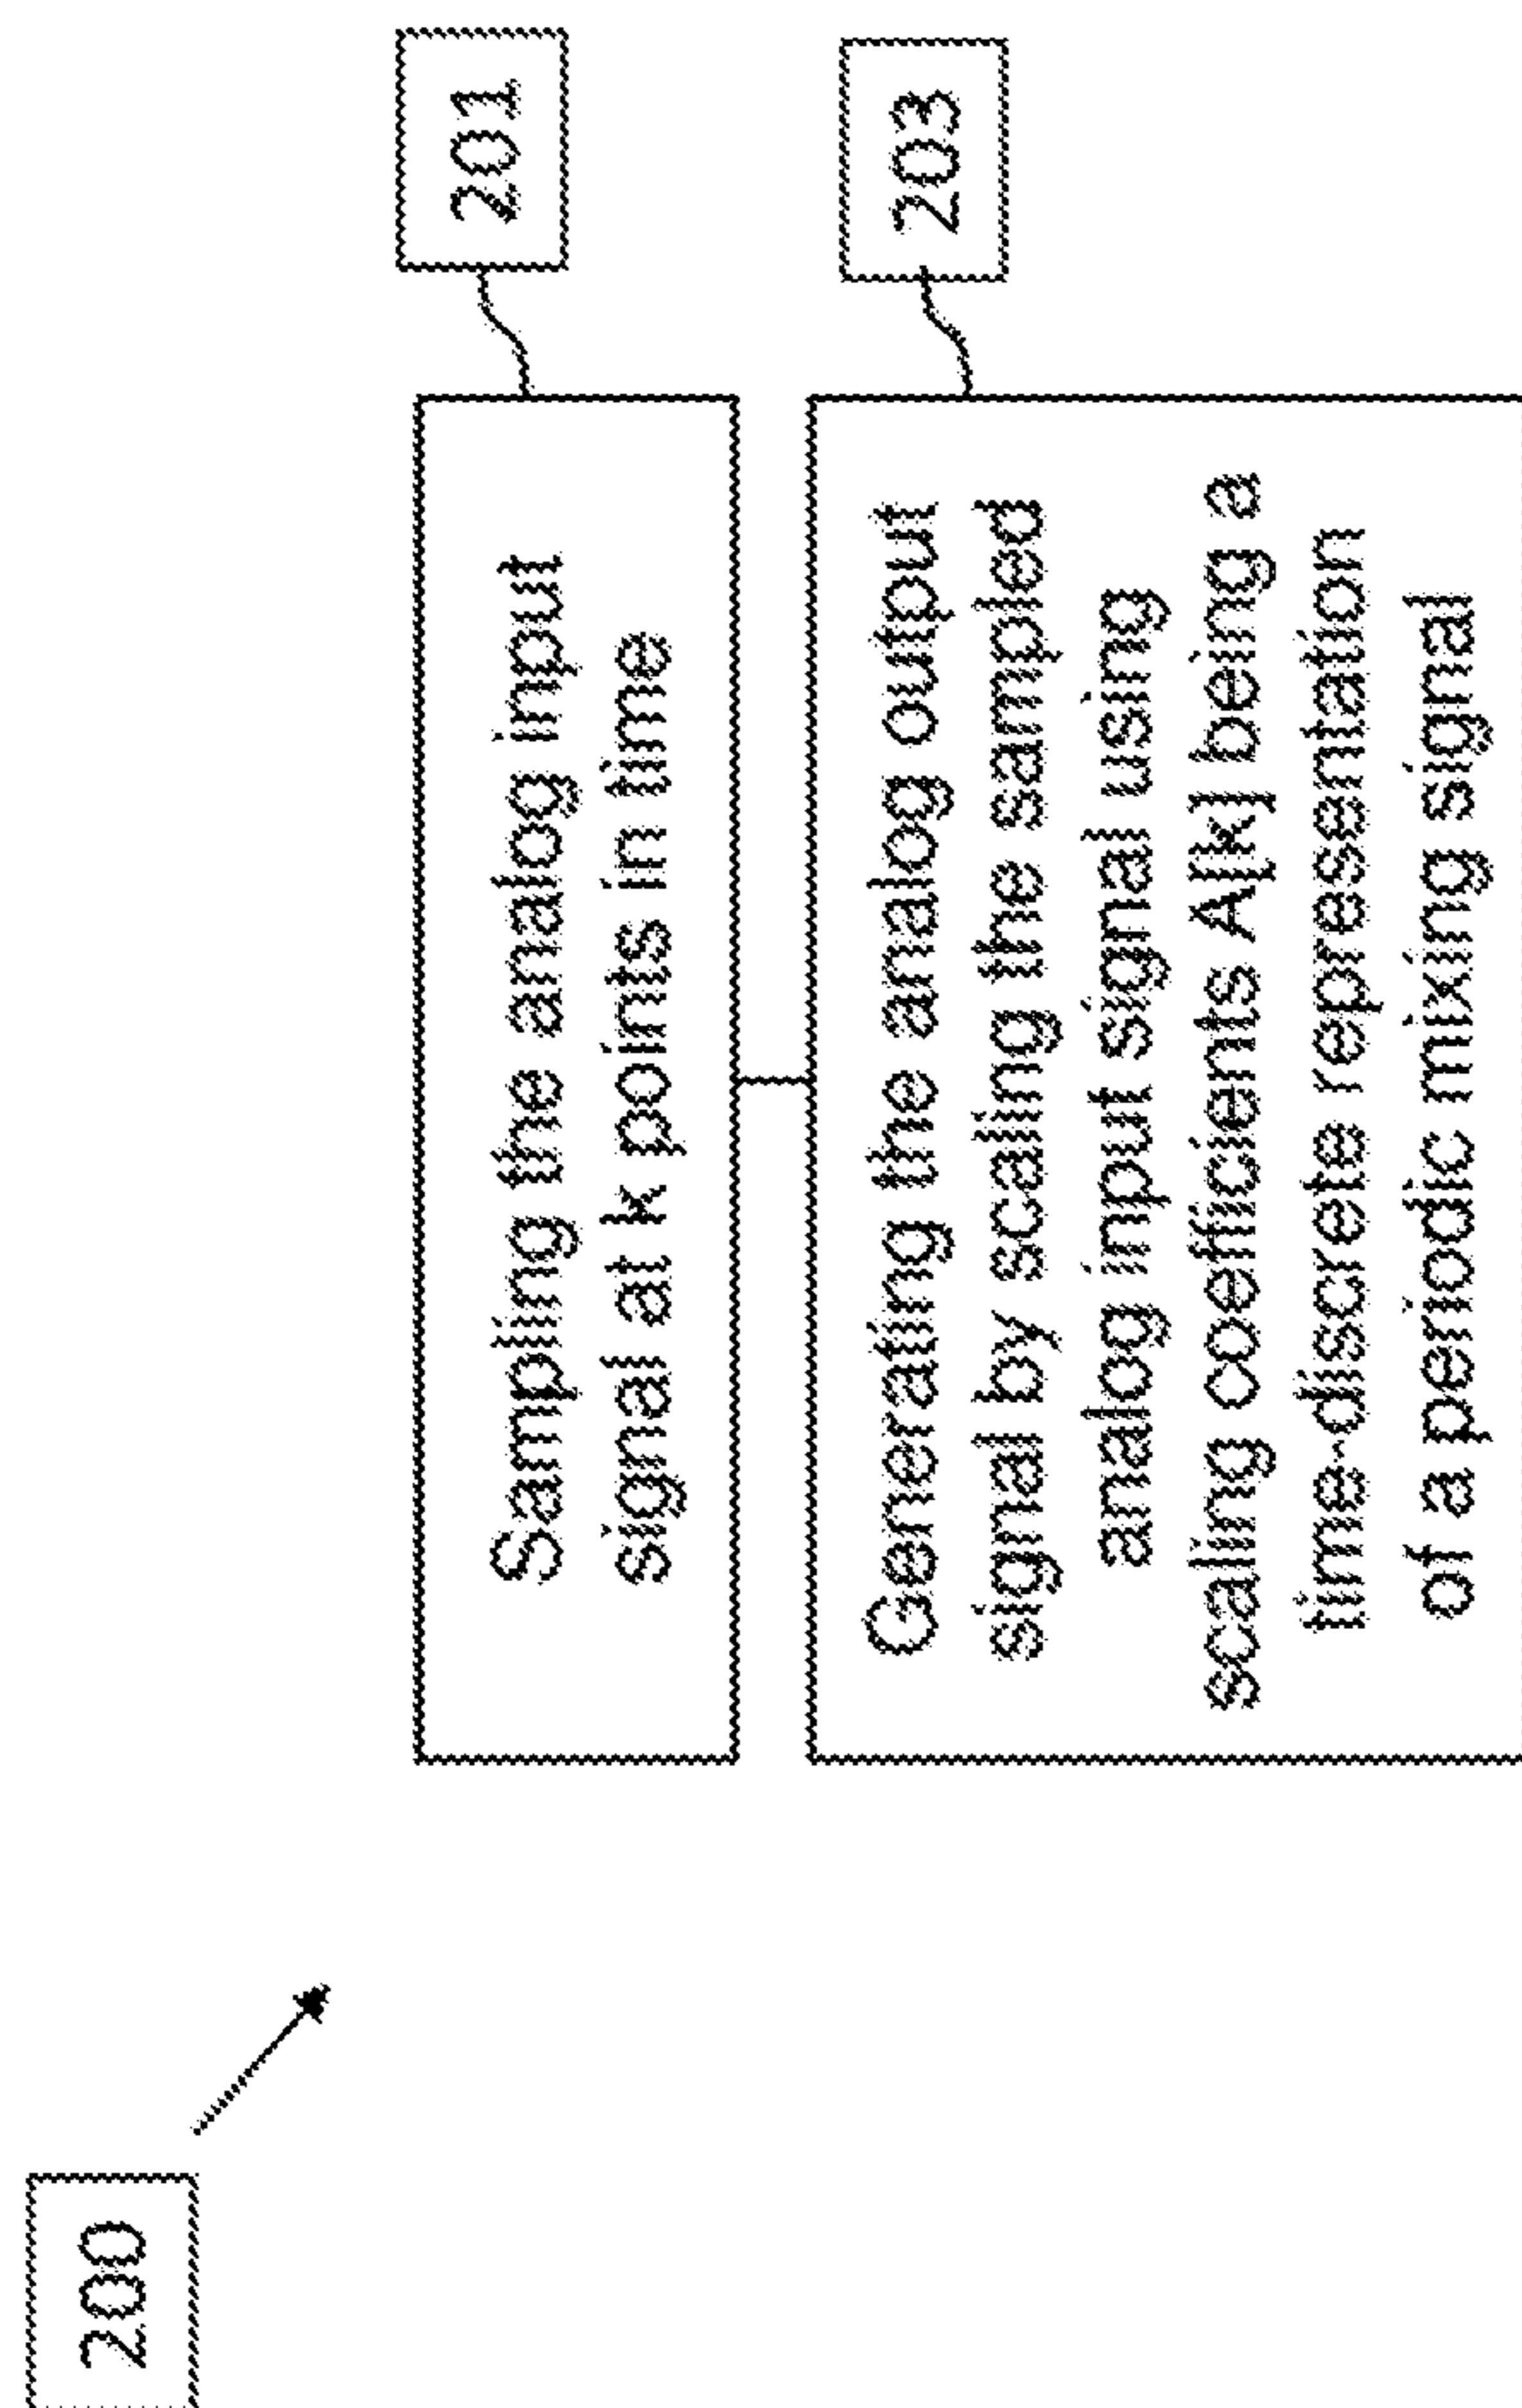 200
201
Sampling the analog input
signal at k points in time
203
Generating the analog output
signal by scaling the sampled
analog input signal using
scaling coefficients A[k] being a
time-discrete representation
of a periodic mixing signal